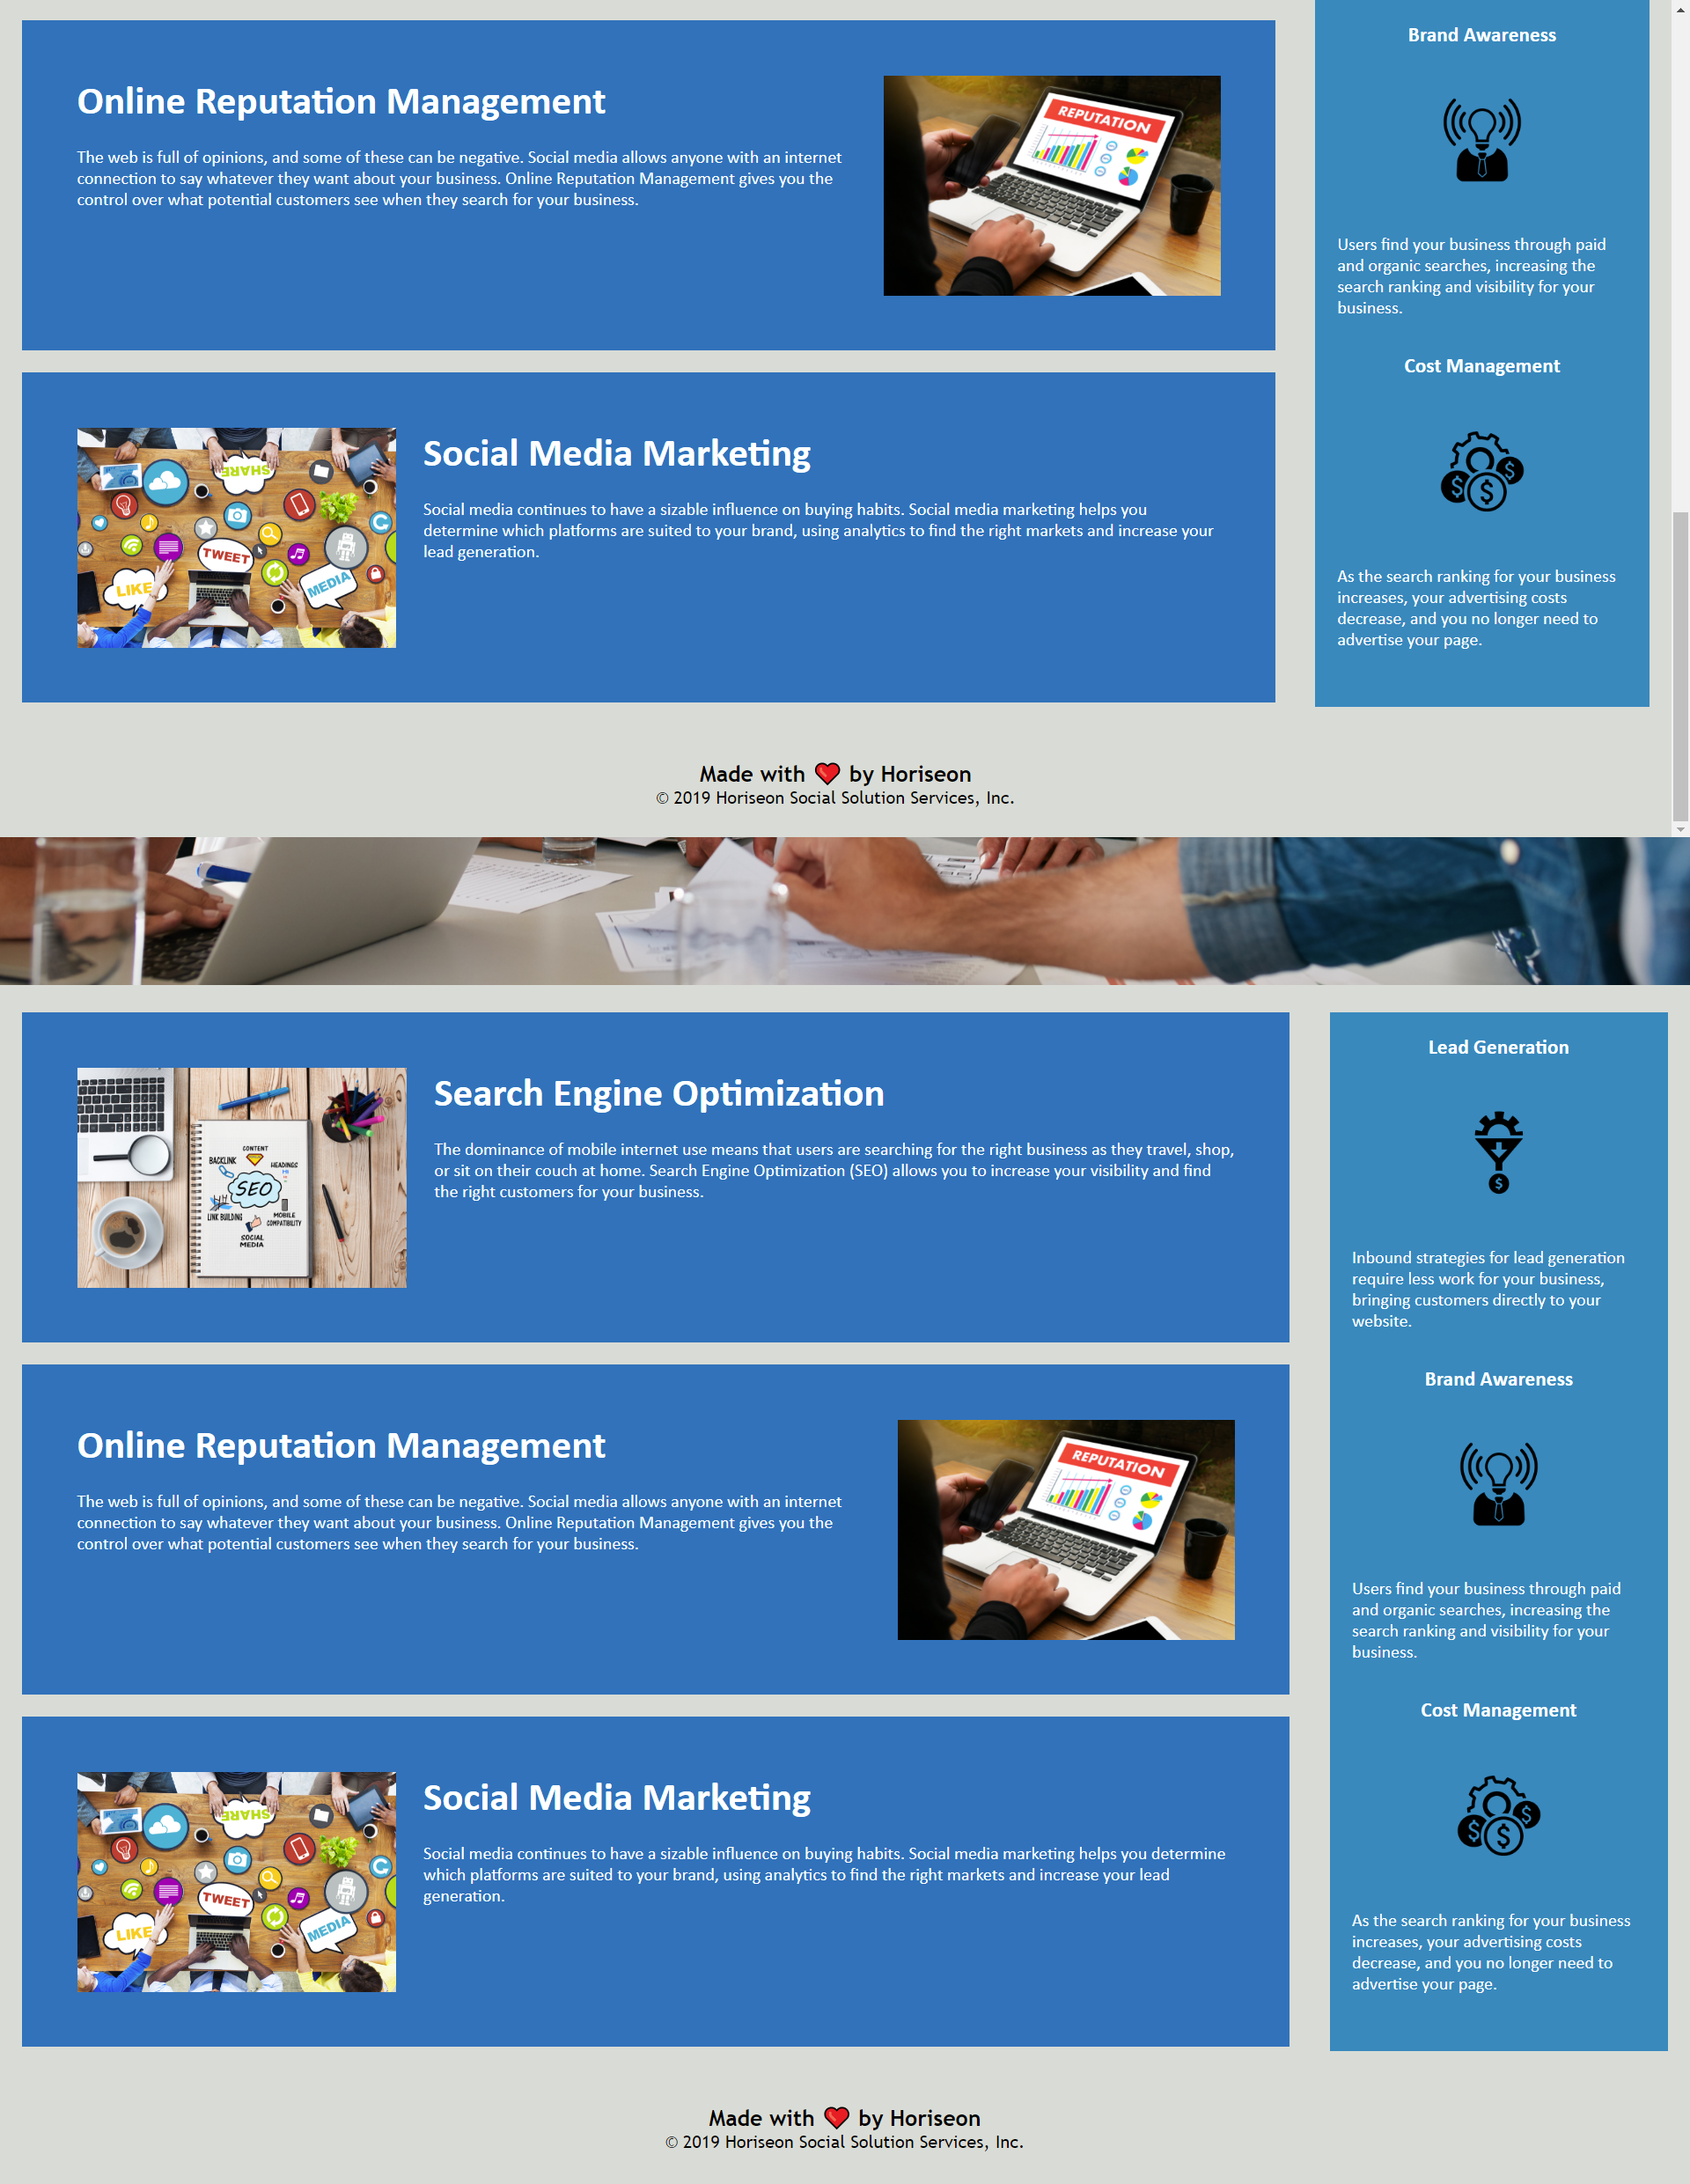 Online Reputation Management
The web is full of opinions, and some of these can be negative. Social media allows anyone with an internet
connection to say whatever they want about your business. Online Reputation Management gives you the
control over what potential customers see when they search for your business.
REPUTATION
Brand Awareness
Users find your business through paid
and organic searches, increasing the
search ranking and visibility for your
business.
SHARE
TWEET
LIKE
MEDIA
Social Media Marketing
Social media continues to have a sizable influence on buying habits. Social media marketing helps you
determine which platforms are suited to your brand, using analytics to find the right markets and increase your
lead generation.
Cost Management
$ $ $
As the search ranking for your business
increases, your advertising costs
decrease, and you no longer need to
advertise your page.
Made with ❤️ by Horiseon
© 2019 Horiseon Social Solution Services, Inc.
CONTENT
BACKLINK
HEADINGS
SEO
LINK BUILDING
MOBILE
COMPATIBILITY
SOCIAL
MEDIA
Search Engine Optimization
The dominance of mobile internet use means that users are searching for the right business as they travel, shop,
or sit on their couch at home. Search Engine Optimization (SEO) allows you to increase your visibility and find
the right customers for your business.
Lead Generation
$
Inbound strategies for lead generation
require less work for your business,
bringing customers directly to your
website.
Online Reputation Management
The web is full of opinions, and some of these can be negative. Social media allows anyone with an internet
connection to say whatever they want about your business. Online Reputation Management gives you the
control over what potential customers see when they search for your business.
REPUTATION
Brand Awareness
Users find your business through paid
and organic searches, increasing the
search ranking and visibility for your
business.
SHARE
TWEET
LIKE
MEDIA
Social Media Marketing
Social media continues to have a sizable influence on buying habits. Social media marketing helps you determine
which platforms are suited to your brand, using analytics to find the right markets and increase your lead
generation.
Cost Management
$ $ $
As the search ranking for your business
increases, your advertising costs
decrease, and you no longer need to
advertise your page.
Made with ❤️ by Horiseon
© 2019 Horiseon Social Solution Services, Inc.